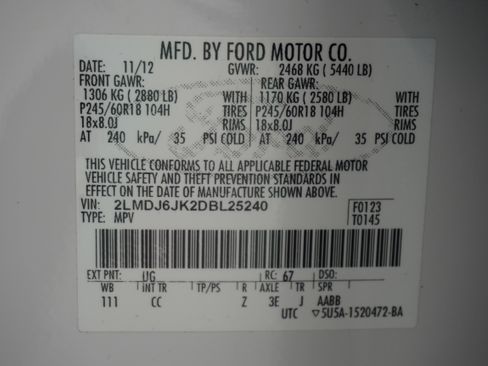 MFD. BY FORD MOTOR CO.
DATE: 11/12 GVWR: 2468 KG (5440 LB)
FRONT GAWR: REAR GAWR:
1306 KG (2880 LB) WITH 1170 KG (2580 LB) WITH
P245/60R18 104H TIRES P245/60R18 104H TIRES
18x8.0J RIMS 18x8.0J RIMS
AT 240 kPa/ 35 PSI COLD AT 240 kPa/ 35 PSI COLD
THIS VEHICLE CONFORMS TO ALL APPLICABLE FEDERAL MOTOR
VEHICLE SAFETY AND THEFT PREVENTION STANDARDS IN
EFFECT ON THE DATE OF MANUFACTURE SHOWN ABOVE.
VIN: 2LMDJ6JK2DBL25240 F0123
TYPE: MPV T0145
EXT PNT: UG RC: 67 DSO:
WB INT TR TP/PS R AXLE TR SPR
111 CC Z 3E J AABB
UTC ▽5U5A-1520472-BA